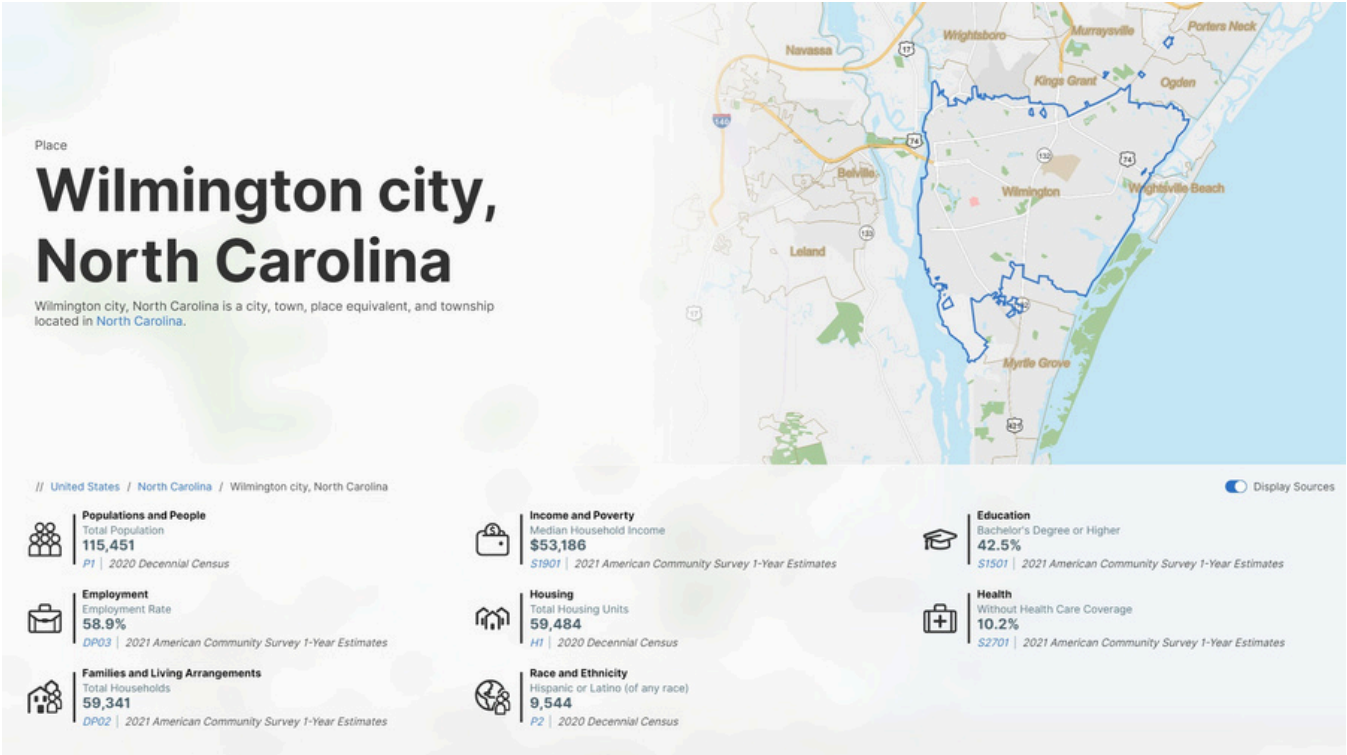 Place
Wilmington city,
North Carolina
Wilmington city, North Carolina is a city, town, place equivalent, and township
located in North Carolina.
Navassa
17
Wrightsboro
Murraysville
Porters Neck
Kings Grant
Ogden
140
74
132
74
Belville
Wilmington
Wrightsville Beach
133
Leland
17
Myrtle Grove
421
// United States / North Carolina / Wilmington city, North Carolina
Display Sources
Populations and People
Total Population
115,451
P1 | 2020 Decennial Census
Income and Poverty
Median Household Income
$53,186
S1901 | 2021 American Community Survey 1-Year Estimates
Education
Bachelor's Degree or Higher
42.5%
S1501 | 2021 American Community Survey 1-Year Estimates
Employment
Employment Rate
58.9%
DP03 | 2021 American Community Survey 1-Year Estimates
Housing
Total Housing Units
59,484
H1 | 2020 Decennial Census
Health
Without Health Care Coverage
10.2%
S2701 | 2021 American Community Survey 1-Year Estimates
Families and Living Arrangements
Total Households
59,341
DP02 | 2021 American Community Survey 1-Year Estimates
Race and Ethnicity
Hispanic or Latino (of any race)
9,544
P2 | 2020 Decennial Census